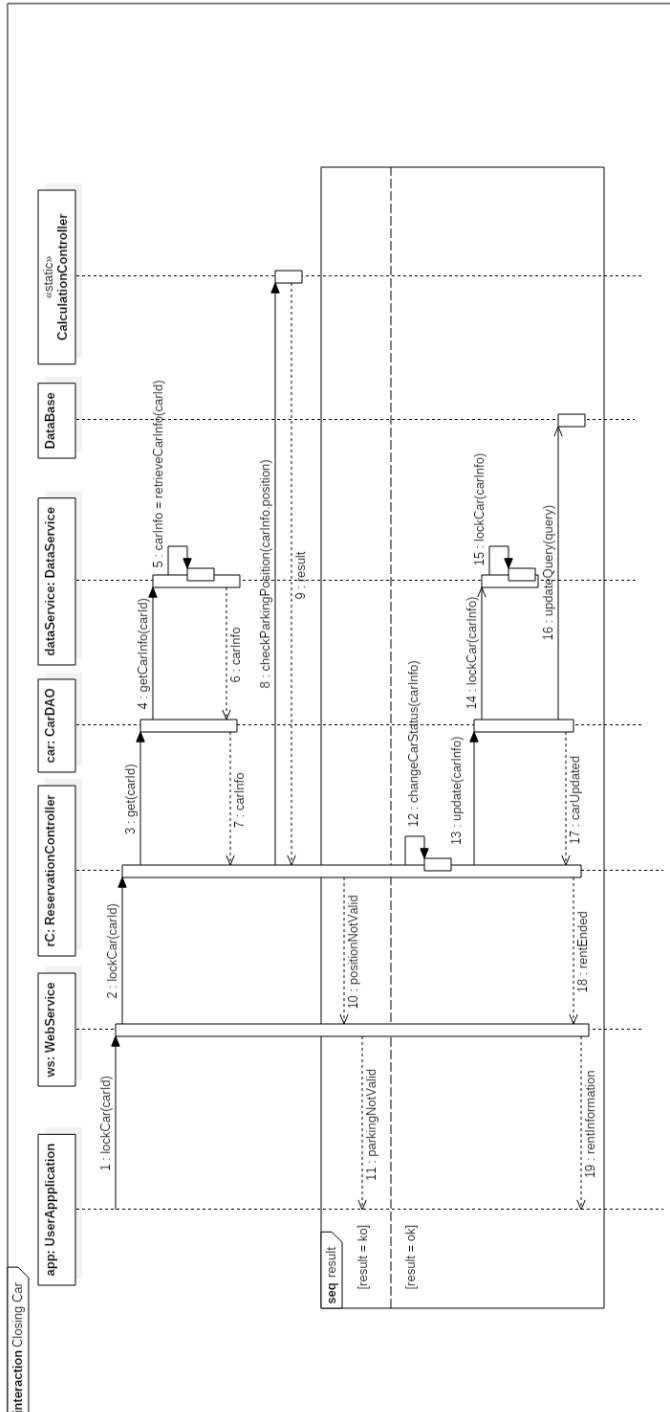 interaction Closing Car
app: UserAppplication
ws: WebService
rC: ReservationController
car: CarDAO
dataService: DataService
DataBase
«static»
CalculationController
1 : lockCar(carId)
2 : lockCar(carId)
3 : get(carId)
4 : getCarInfo(carId)
5 : carInfo = retrieveCarInfo(carId)
6 : carInfo
7 : carInfo
8 : checkParkingPosition(carInfo.position)
9 : result
seq result
[result = ko]
10 : positionNotValid
11 : parkingNotValid
[result = ok]
12 : changeCarStatus(carInfo)
13 : update(carInfo)
14 : lockCar(carInfo)
15 : lockCar(carInfo)
16 : updateQuery(query)
17 : carUpdated
18 : rentEnded
19 : rentInformation